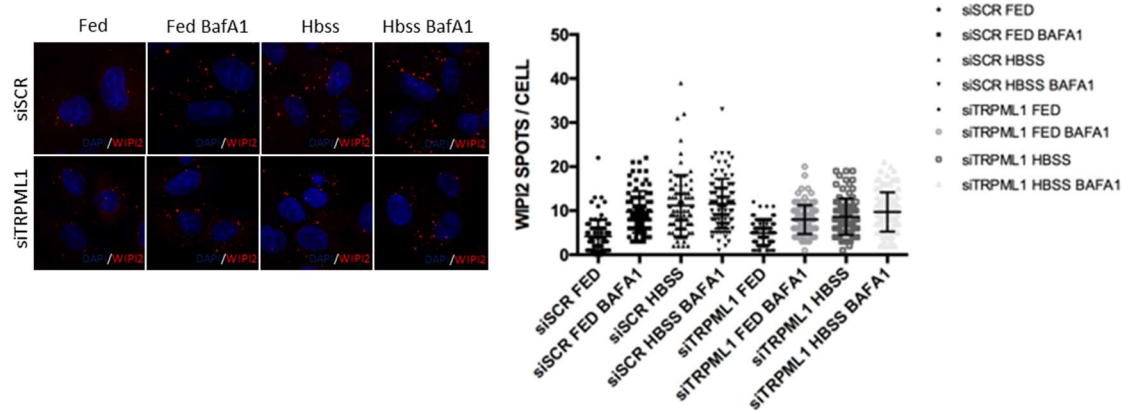 Fed Fed BafA1 Hbss Hbss BafA1
siSCR
DAPI/WIPI2 DAPI/WIPI2 DAPI/WIPI2 DAPI/WIPI2
siTRPML1
DAPI/WIPI2 DAPI/WIPI2 DAPI/WIPI2 DAPI/WIPI2
WIPI2 SPOTS / CELL
50
40
30
20
10
0
siSCR FED
siSCR FED BAFA1
siSCR HBSS
siSCR HBSS BAFA1
siTRPML1 FED
siTRPML1 FED BAFA1
siTRPML1 HBSS
siTRPML1 HBSS BAFA1
siSCR FED
siSCR FED BAFA1
siSCR HBSS
siSCR HBSS BAFA1
siTRPML1 FED
siTRPML1 FED BAFA1
siTRPML1 HBSS
siTRPML1 HBSS BAFA1